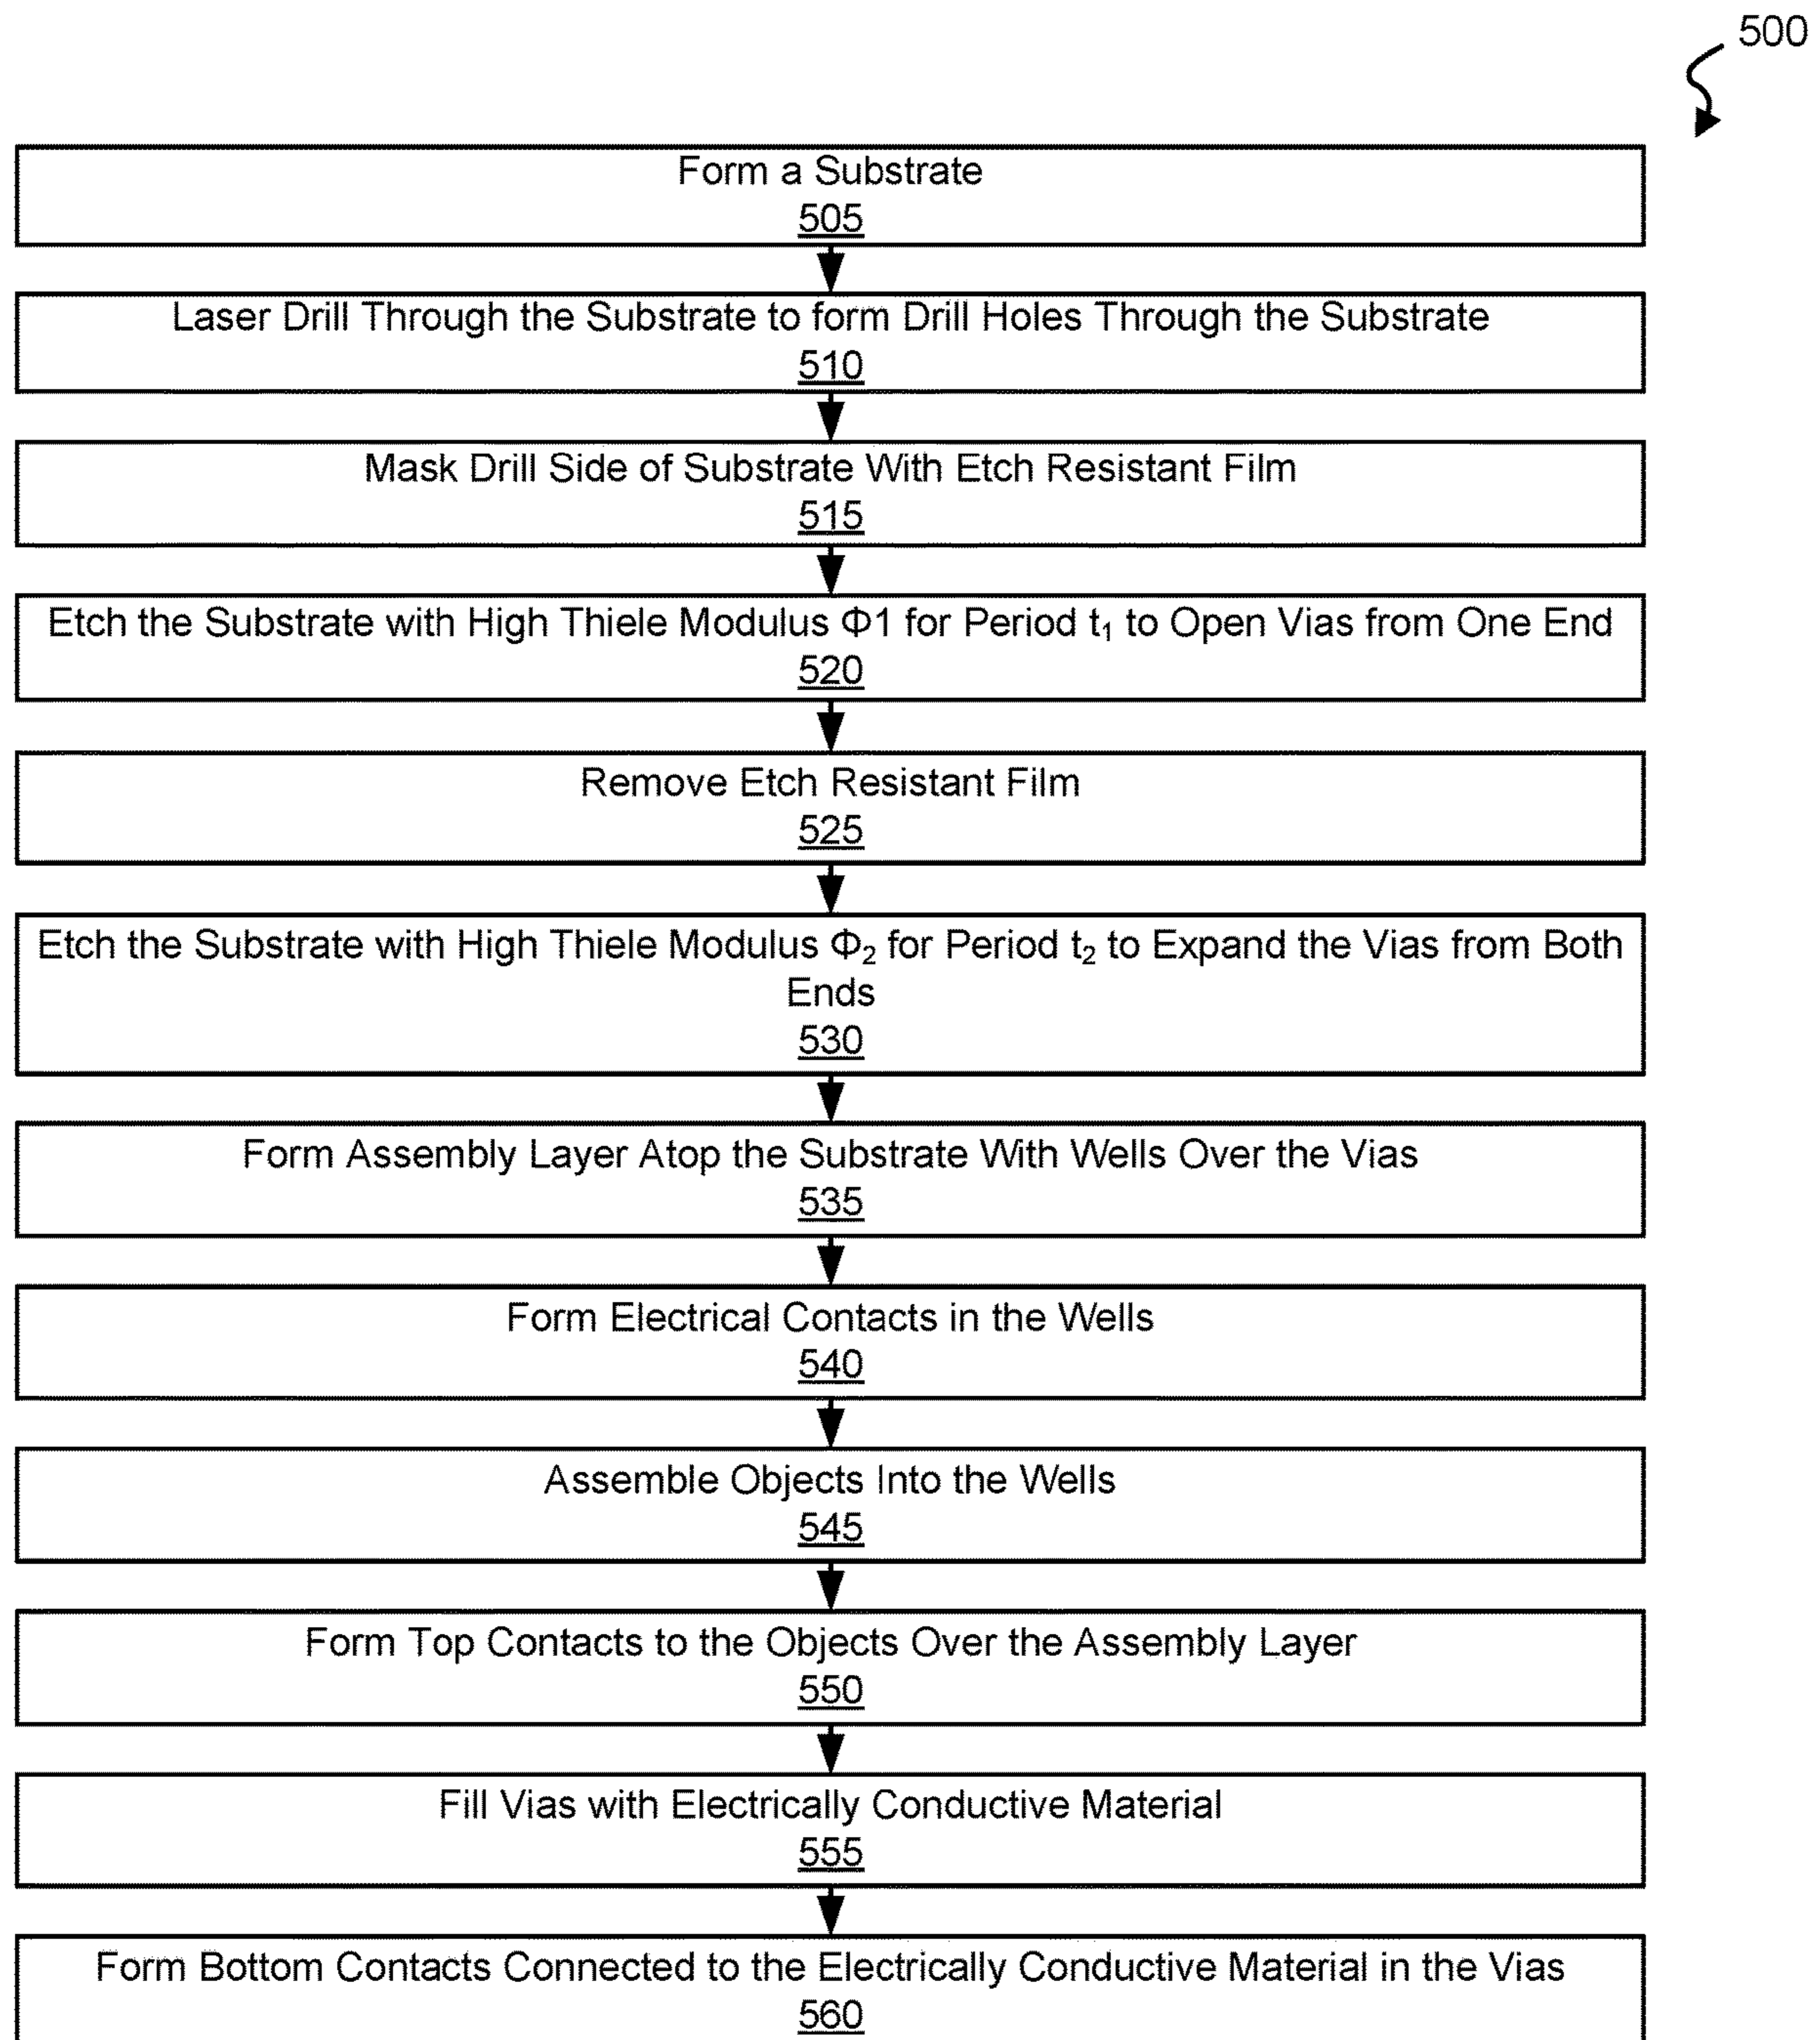 500
Form a Substrate
505
Laser Drill Through the Substrate to form Drill Holes Through the Substrate
510
Mask Drill Side of Substrate With Etch Resistant Film
515
Etch the Substrate with High Thiele Modulus Φ1 for Period t₁ to Open Vias from One End
520
Remove Etch Resistant Film
525
Etch the Substrate with High Thiele Modulus Φ₂ for Period t₂ to Expand the Vias from Both
Ends
530
Form Assembly Layer Atop the Substrate With Wells Over the Vias
535
Form Electrical Contacts in the Wells
540
Assemble Objects Into the Wells
545
Form Top Contacts to the Objects Over the Assembly Layer
550
Fill Vias with Electrically Conductive Material
555
Form Bottom Contacts Connected to the Electrically Conductive Material in the Vias
560